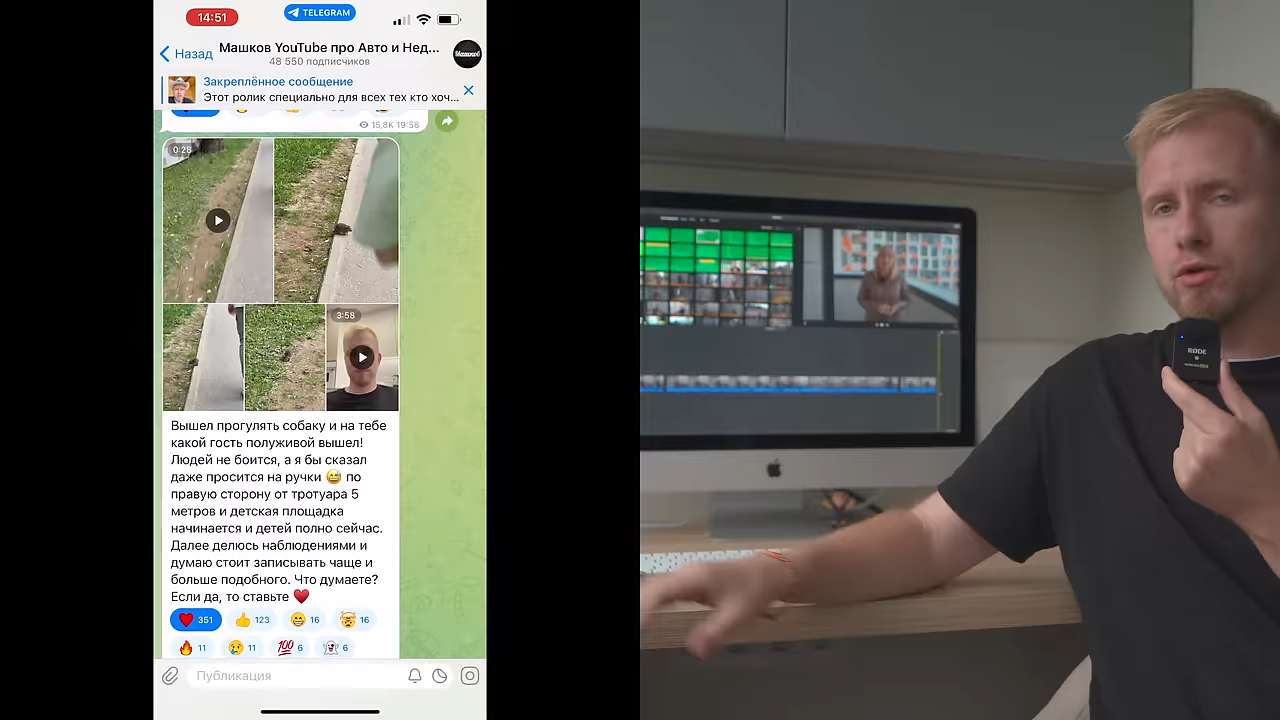 14:51
TELEGRAM
Назад
Машков YouTube про Авто и Нед...
48 550 подписчиков
Машков
Закреплённое сообщение
Этот ролик специально для всех тех кто хоч...
15,8K 19:58
0:28
3:58
Вышел прогулять собаку и на тебе
какой гость полуживой вышел!
Людей не боится, а я бы сказал
даже просится на ручки 😅 по
правую сторону от тротуара 5
метров и детская площадка
начинается и детей полно сейчас.
Далее делюсь наблюдениями и
думаю стоит записывать чаще и
больше подобного. Что думаете?
Если да, то ставьте ♥️
❤️ 351 👍 123 😁 16 🤯 16
🔥 11 😢 11 💯 6 👻 6
Публикация
RØDE